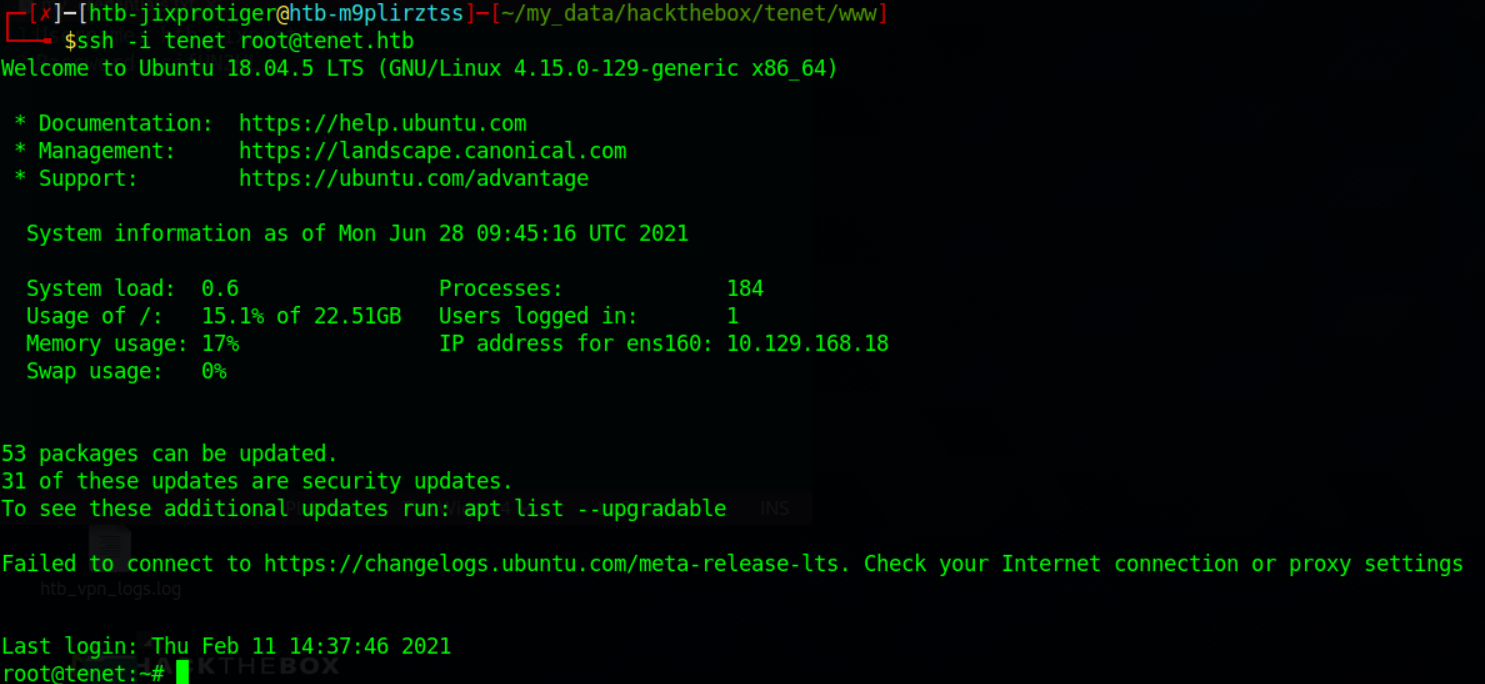 [✗]─[htb-jixprotiger@htb-m9plirztss]─[~/my_data/hackthebox/tenet/www]
$ssh -i tenet root@tenet.htb
Welcome to Ubuntu 18.04.5 LTS (GNU/Linux 4.15.0-129-generic x86_64)
* Documentation:  https://help.ubuntu.com
* Management:     https://landscape.canonical.com
* Support:        https://ubuntu.com/advantage
System information as of Mon Jun 28 09:45:16 UTC 2021
System load:  0.6                Processes:              184
Usage of /:   15.1% of 22.51GB   Users logged in:        1
Memory usage: 17%                IP address for ens160: 10.129.168.18
Swap usage:   0%
53 packages can be updated.
31 of these updates are security updates.
To see these additional updates run: apt list --upgradable
INS
Failed to connect to https://changelogs.ubuntu.com/meta-release-lts. Check your Internet connection or proxy settings
htb_vpn_logs.log
Last login: Thu Feb 11 14:37:46 2021
HACKTHEBOX
root@tenet:~#